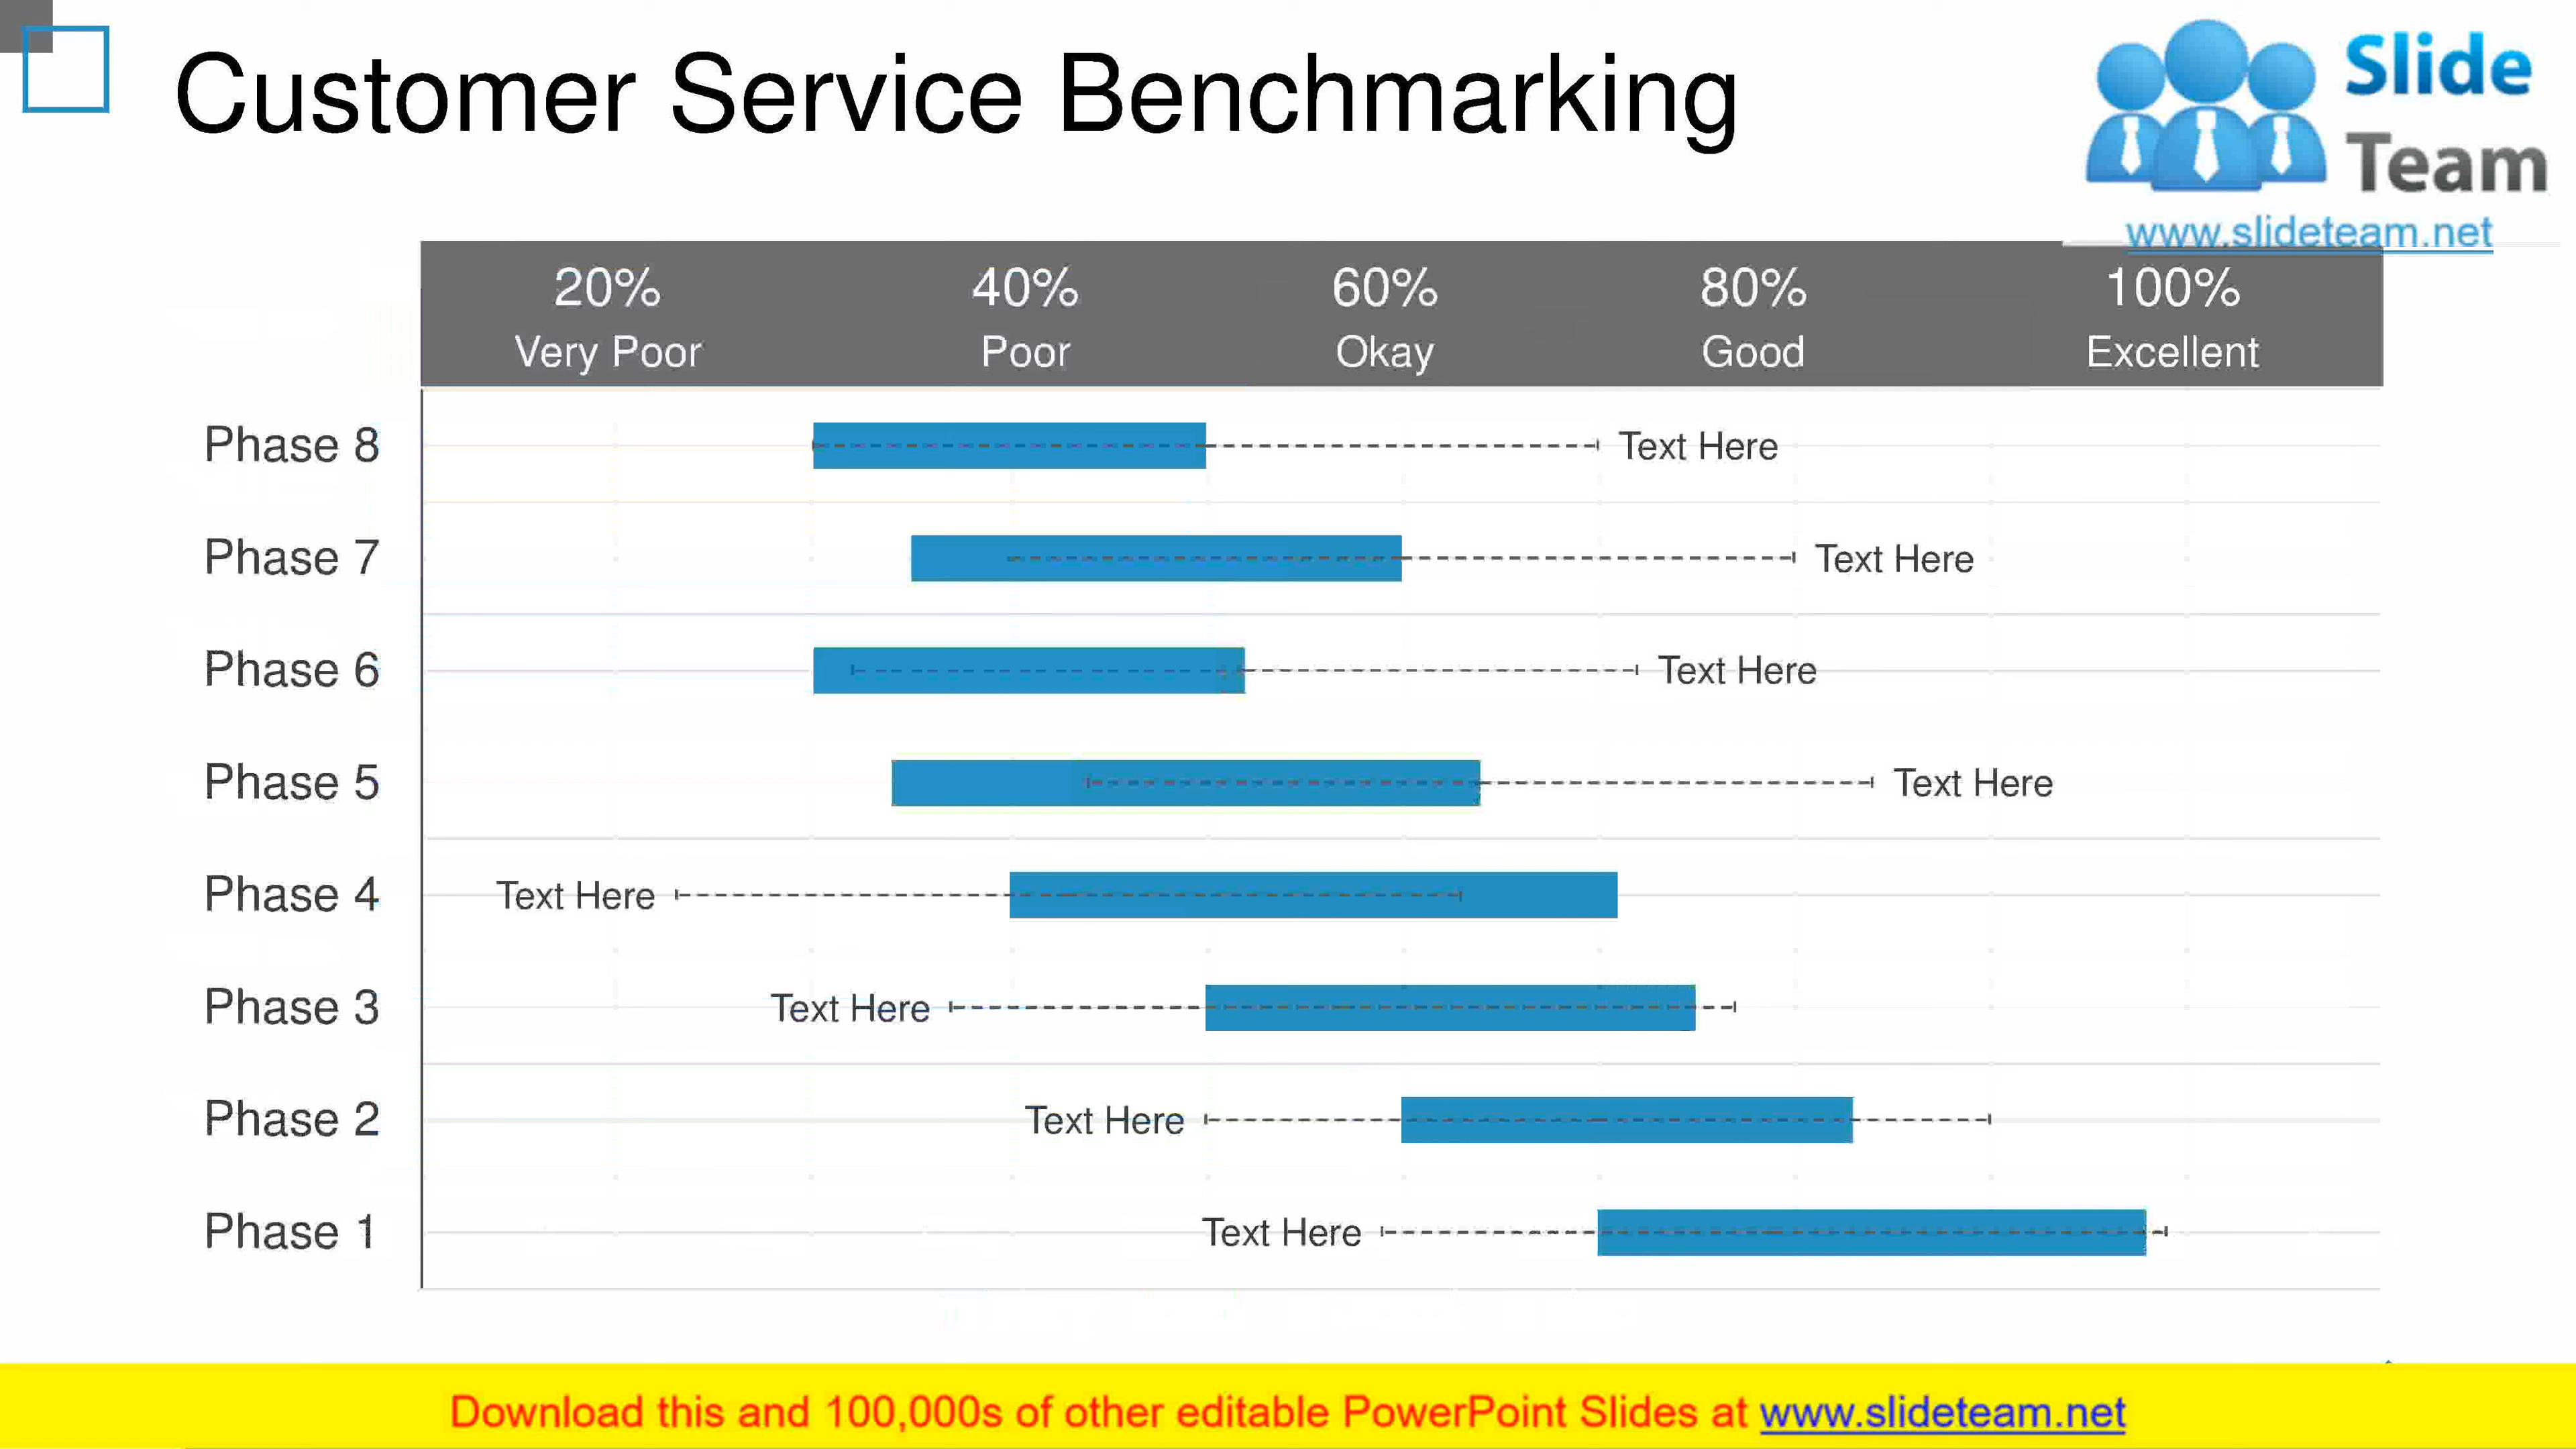 Customer Service Benchmarking
Slide
Team
www.slideteam.net
20% 40% 60% 80% 100%
Very Poor Poor Okay Good Excellent
Phase 8 Text Here
Phase 7 Text Here
Phase 6 Text Here
Phase 5 Text Here
Phase 4 Text Here
Phase 3 Text Here
Phase 2 Text Here
Phase 1 Text Here
Download this and 100,000s of other editable PowerPoint Slides at www.slideteam.net